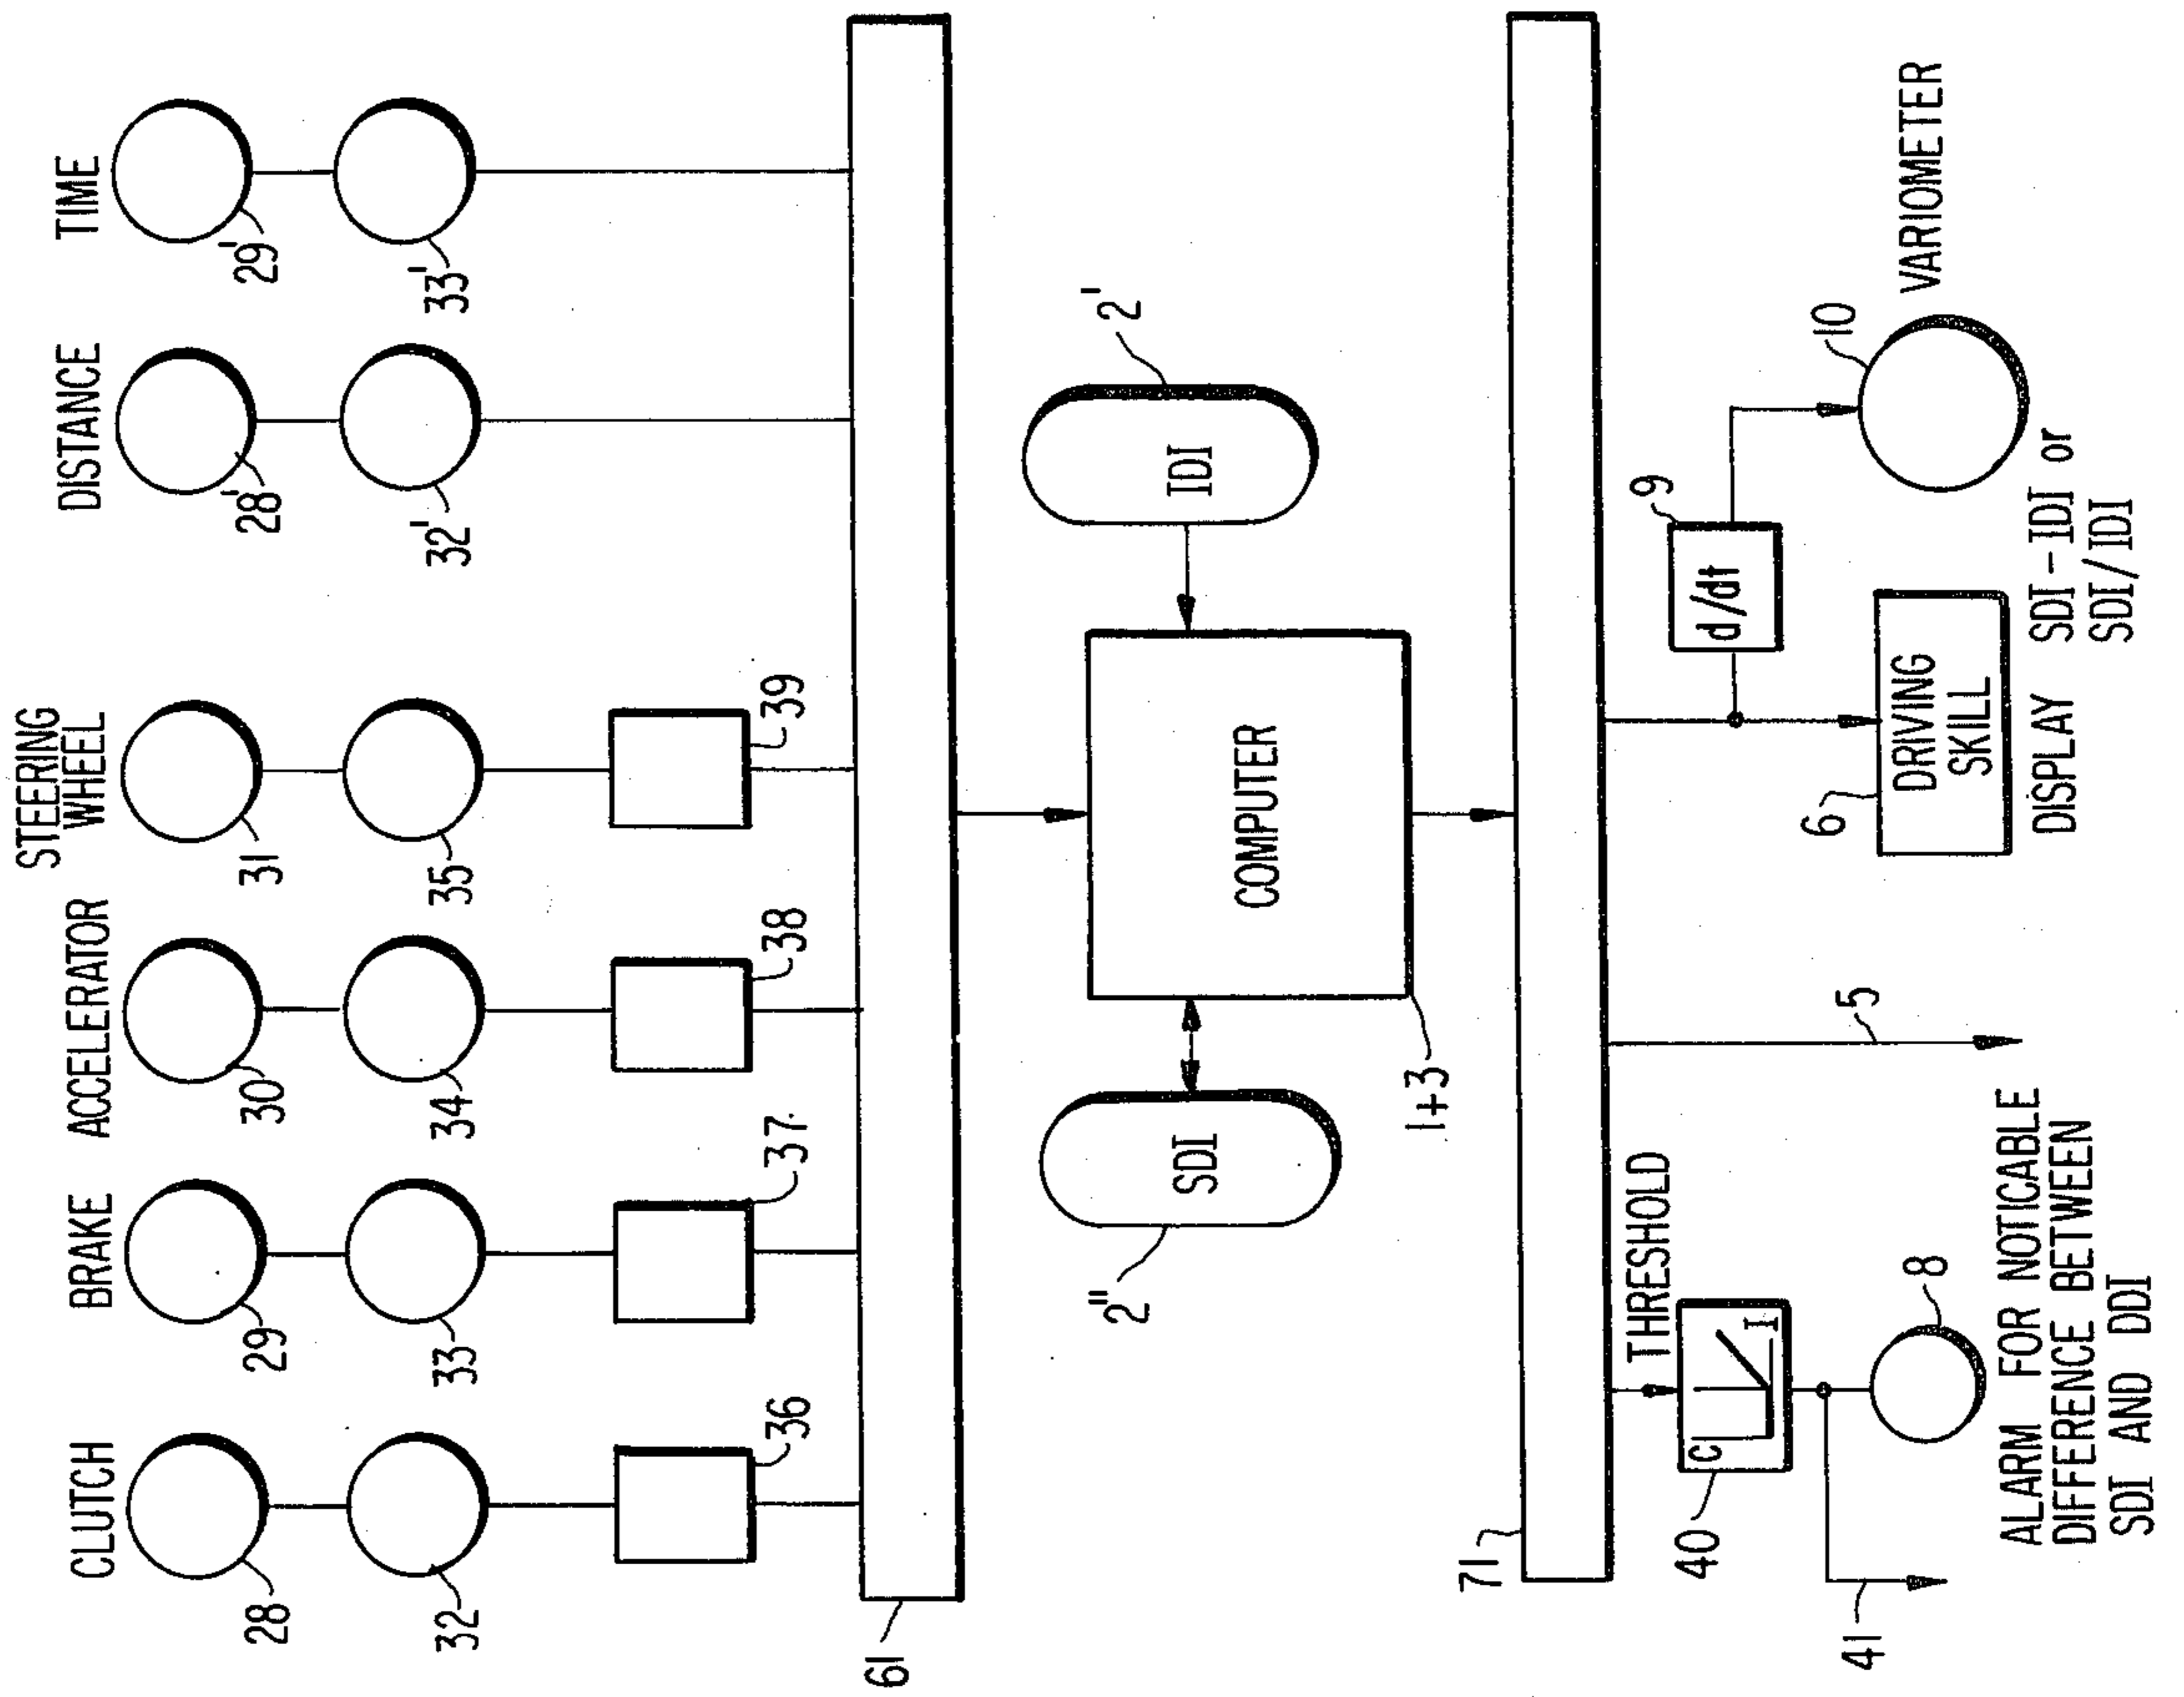 CLUTCH
BRAKE
ACCELERATOR
STEERING
WHEEL
DISTANCE
TIME
28
29
30
31
28'
29'
32
33
34
35
32'
33'
36
37
38
39
61
2"
SDI
COMPUTER
IDI
2'
1+3
71
THRESHOLD
40
C
I
41
8
5
d/dt
9
10
6
DRIVING
SKILL
VARIOMETER
ALARM FOR NOTICABLE
DIFFERENCE BETWEEN
SDI AND DDI
DISPLAY SDI-IDI or
SDI/IDI